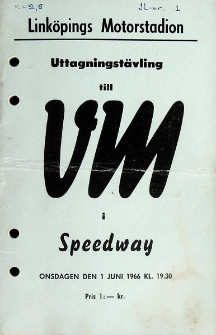 Linköpings Motorstadion
Uttagningstävling
till
VM
i
Speedway
ONSDAGEN DEN 1 JUNI 1966 KL. 19.30
Pris 1:— kr.